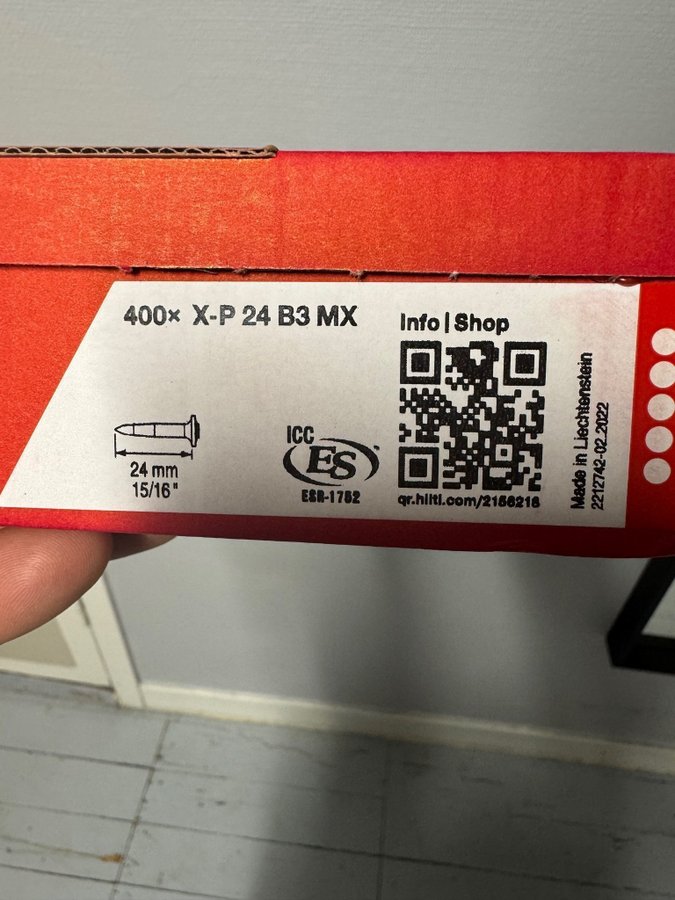 400× X-P 24 B3 MX
Info | Shop
24 mm
15/16"
ICC
ES
ESR-1752
qr.hilti.com/2156216
Made in Liechtenstein
2212742-02.2022